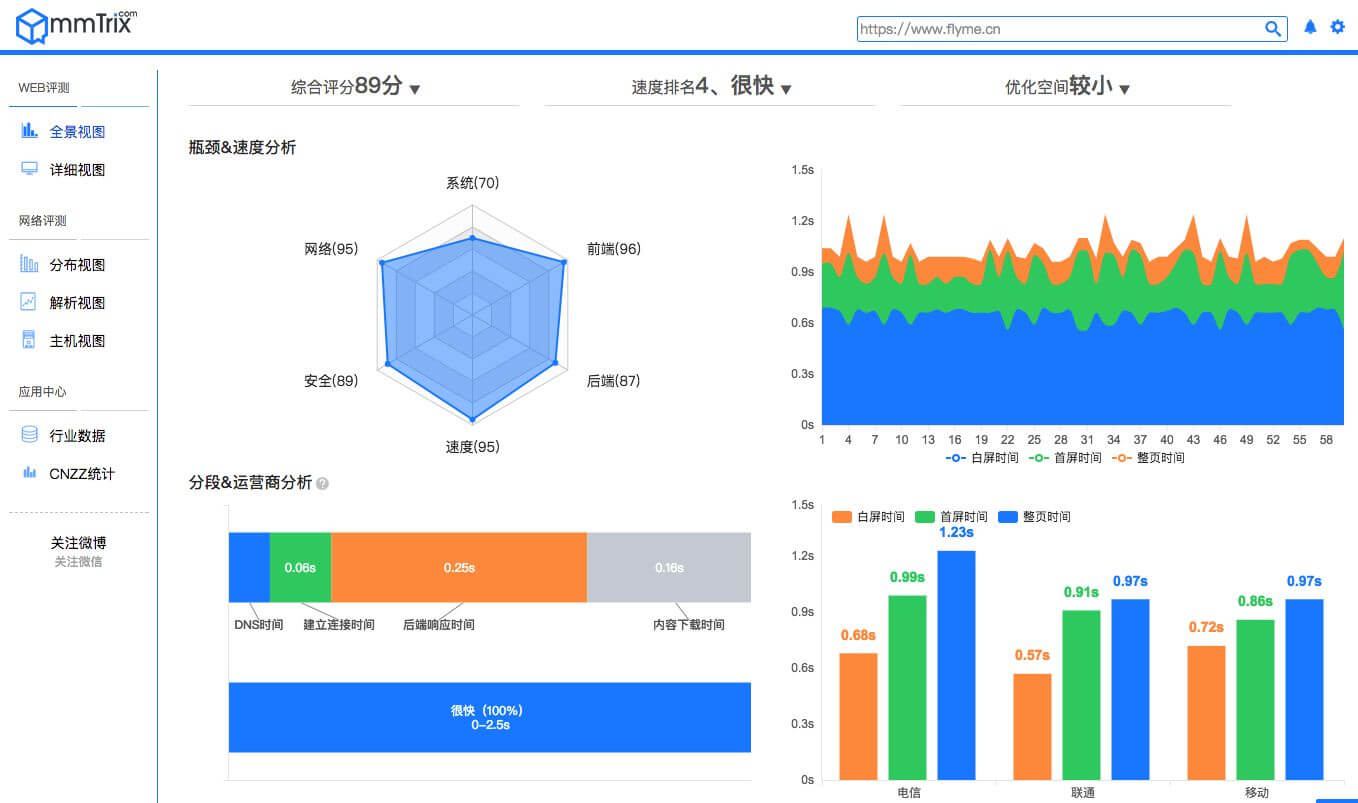 mmTrix.com
https://www.flyme.cn
WEB评测
全景视图
详细视图
网络评测
分布视图
解析视图
主机视图
应用中心
行业数据
CNZZ统计
关注微博
关注微信
综合评分89分 ▼
速度排名4、很快 ▼
优化空间较小 ▼
瓶颈&速度分析
系统(70)
网络(95)
前端(96)
安全(89)
后端(87)
速度(95)
1.5s
1.2s
0.9s
0.6s
0.3s
0s
1 4 7 10 13 16 19 22 25 28 31 34 37 40 43 46 49 52 55 58
白屏时间 首屏时间 整页时间
分段&运营商分析 ?
0.06s 0.25s 0.16s
DNS时间 建立连接时间 后端响应时间 内容下载时间
很快（100%）
0-2.5s
1.5s
1.2s
0.9s
0.6s
0.3s
0s
白屏时间 首屏时间 整页时间
0.68s 0.99s 1.23s
0.57s 0.91s 0.97s
0.72s 0.86s 0.97s
电信 联通 移动